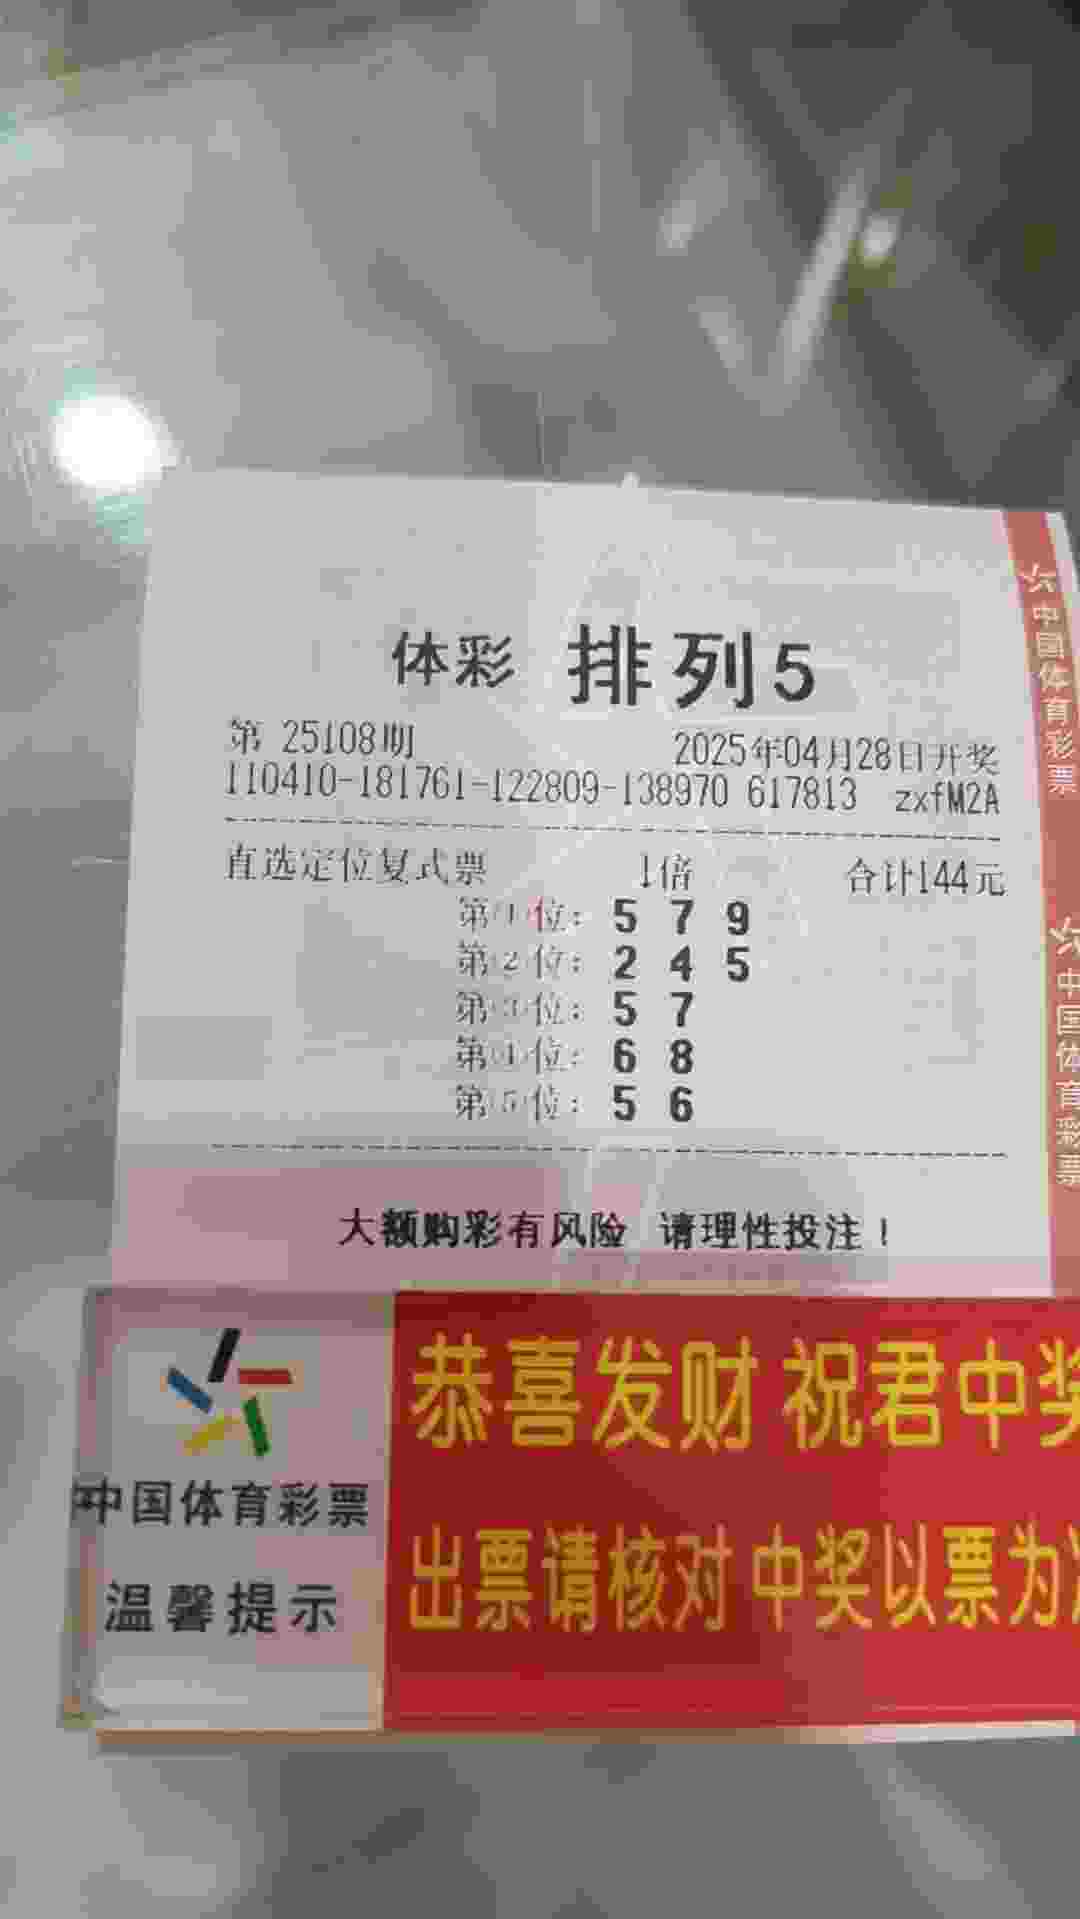 体彩 排列5
第 25108期 2025年04月28日开奖
110410-181761-122809-138970 617813 zxfM2A
直选定位复式票 1倍 合计144元
第1位: 5 7 9
第2位: 2 4 5
第3位: 5 7
第4位: 6 8
第5位: 5 6
大额购彩有风险 请理性投注!
中国体育彩票
中国体育彩票
中国体育彩票
温馨提示
恭喜发财 祝君中奖
出票请核对 中奖以票为